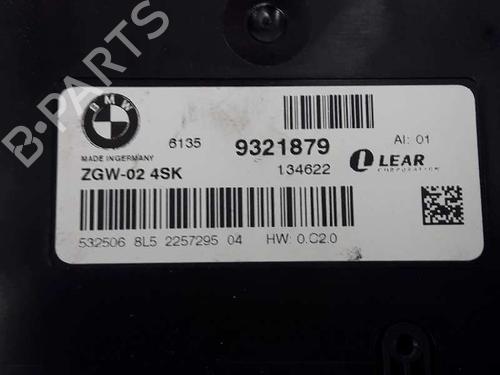 B-PARTS
BMW
6135 9321879 AI: 01
MADE IN GERMANY
134622
LEAR
CORPORATION
ZGW-02 4SK
532506 8L5 2257295 04 HW: 0.C2.0